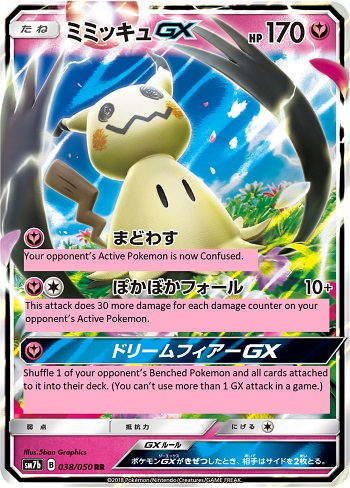 たね ミミッキュGX HP 170
まどわす
Your opponent's Active Pokemon is now Confused.
ぽかぽかフォール 10+
This attack does 30 more damage for each damage counter on your
opponent's Active Pokemon.
ドリームフィアーGX
Shuffle 1 of your opponent's Benched Pokemon and all cards attached
to it into their deck. (You can't use more than 1 GX attack in a game.)
弱点 抵抗力 にげる
Illus.5ban Graphics
sm7b B 038/050 RR
GXルール
ポケモンGXがきぜつしたとき、相手はサイドを2枚とる。
©2018 Pokémon/Nintendo/Creatures/GAME FREAK.